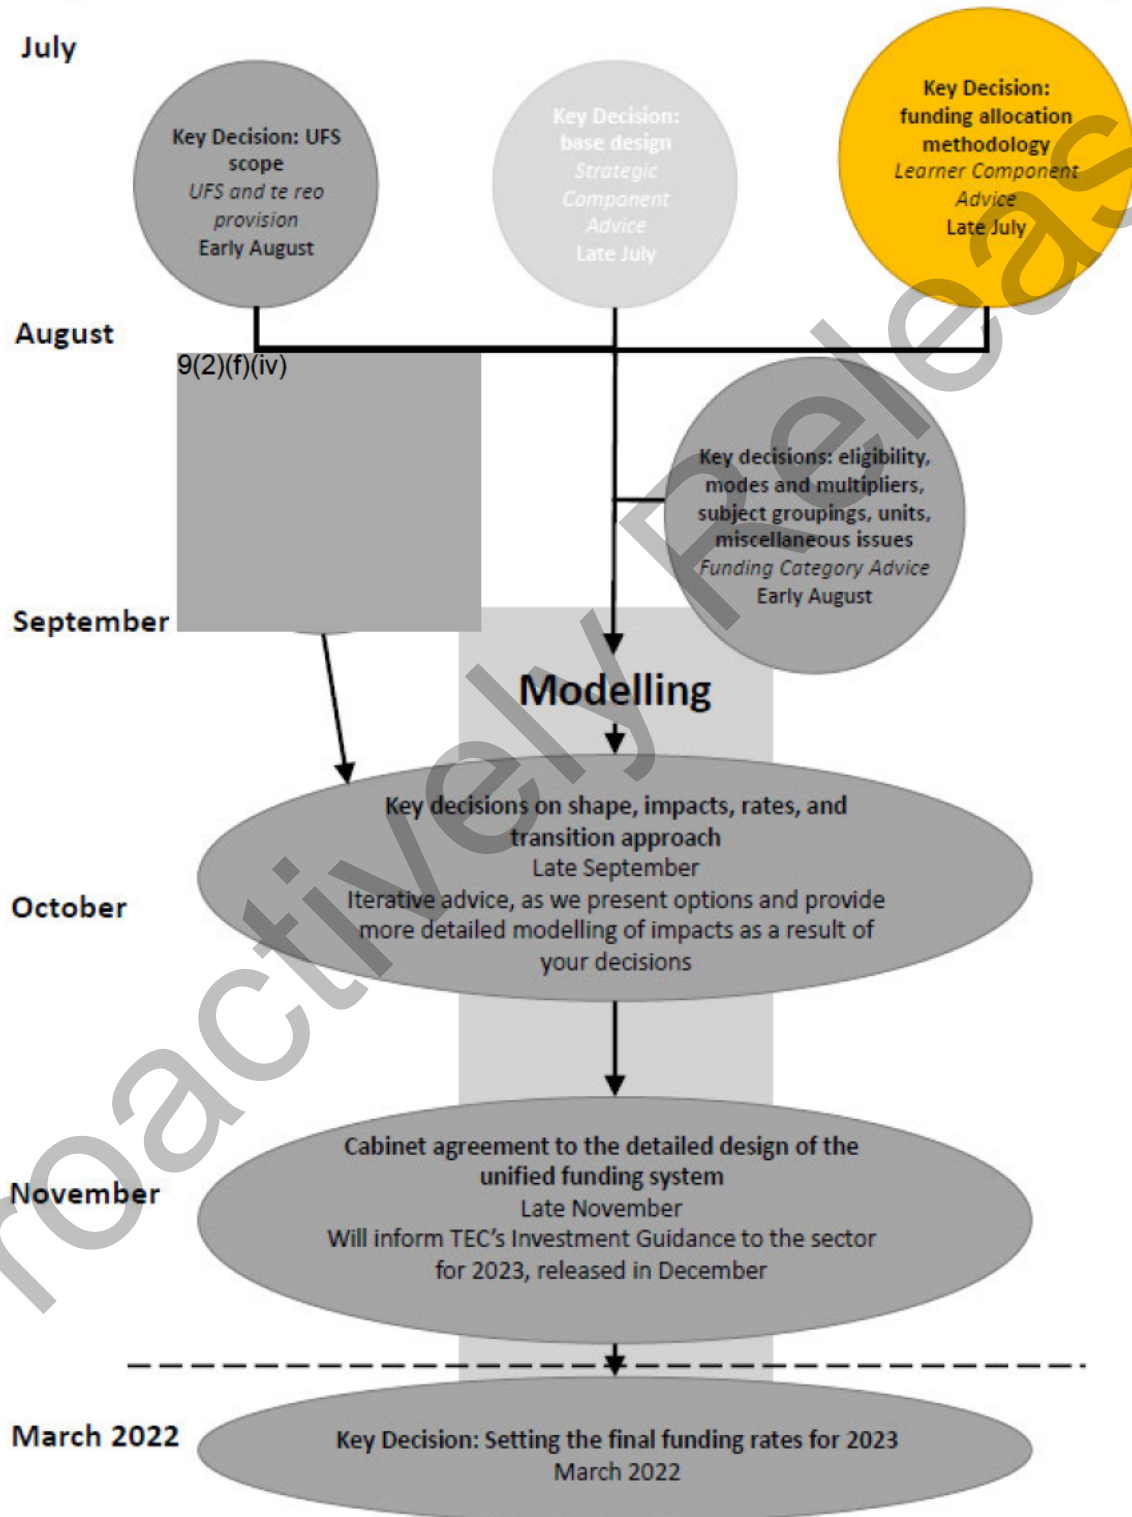 July
Key Decision: UFS
scope
UFS and te reo
provision
Early August
Key Decision:
base design
Strategic
Component
Advice
Late July
Key Decision:
funding allocation
methodology
Learner Component
Advice
Late July
August
9(2)(f)(iv)
Key decisions: eligibility,
modes and multipliers,
subject groupings, units,
miscellaneous issues
Funding Category Advice
Early August
September
Modelling
Key decisions on shape, impacts, rates, and
transition approach
Late September
Iterative advice, as we present options and provide
more detailed modelling of impacts as a result of
your decisions
October
Cabinet agreement to the detailed design of the
unified funding system
Late November
Will inform TEC's Investment Guidance to the sector
for 2023, released in December
November
March 2022
Key Decision: Setting the final funding rates for 2023
March 2022
roactively Releas